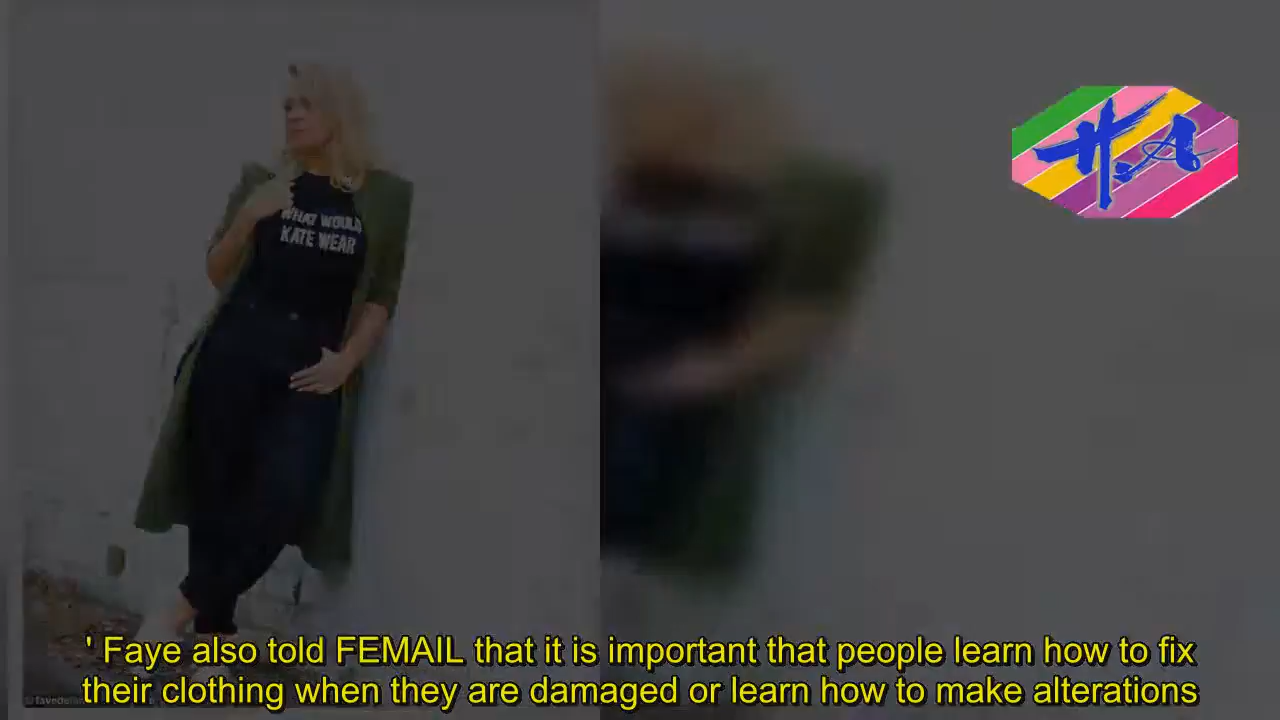 WHAT WOULD
KATE WEAR
H.A
' Faye also told FEMAIL that it is important that people learn how to fix
their clothing when they are damaged or learn how to make alterations